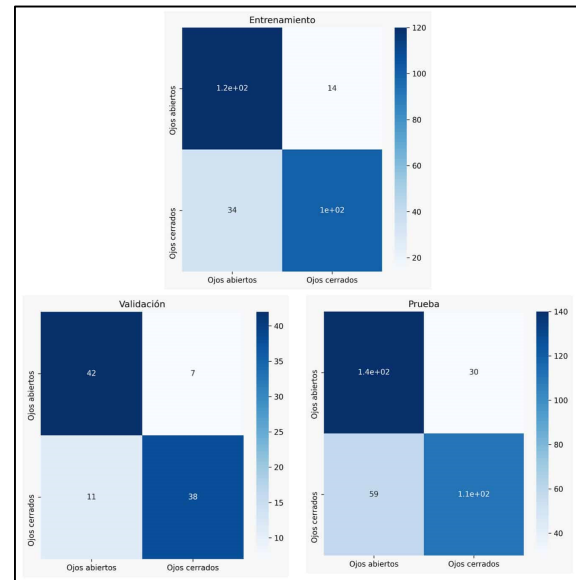 Entrenamiento
Ojos abiertos
Ojos cerrados
1.2e+02 14
34 1e+02
Ojos abiertos Ojos cerrados
120
100
80
60
40
20
Validación
Ojos abiertos
Ojos cerrados
42 7
11 38
Ojos abiertos Ojos cerrados
40
35
30
25
20
15
10
Prueba
Ojos abiertos
Ojos cerrados
1.4e+02 30
59 1.1e+02
Ojos abiertos Ojos cerrados
140
120
100
80
60
40